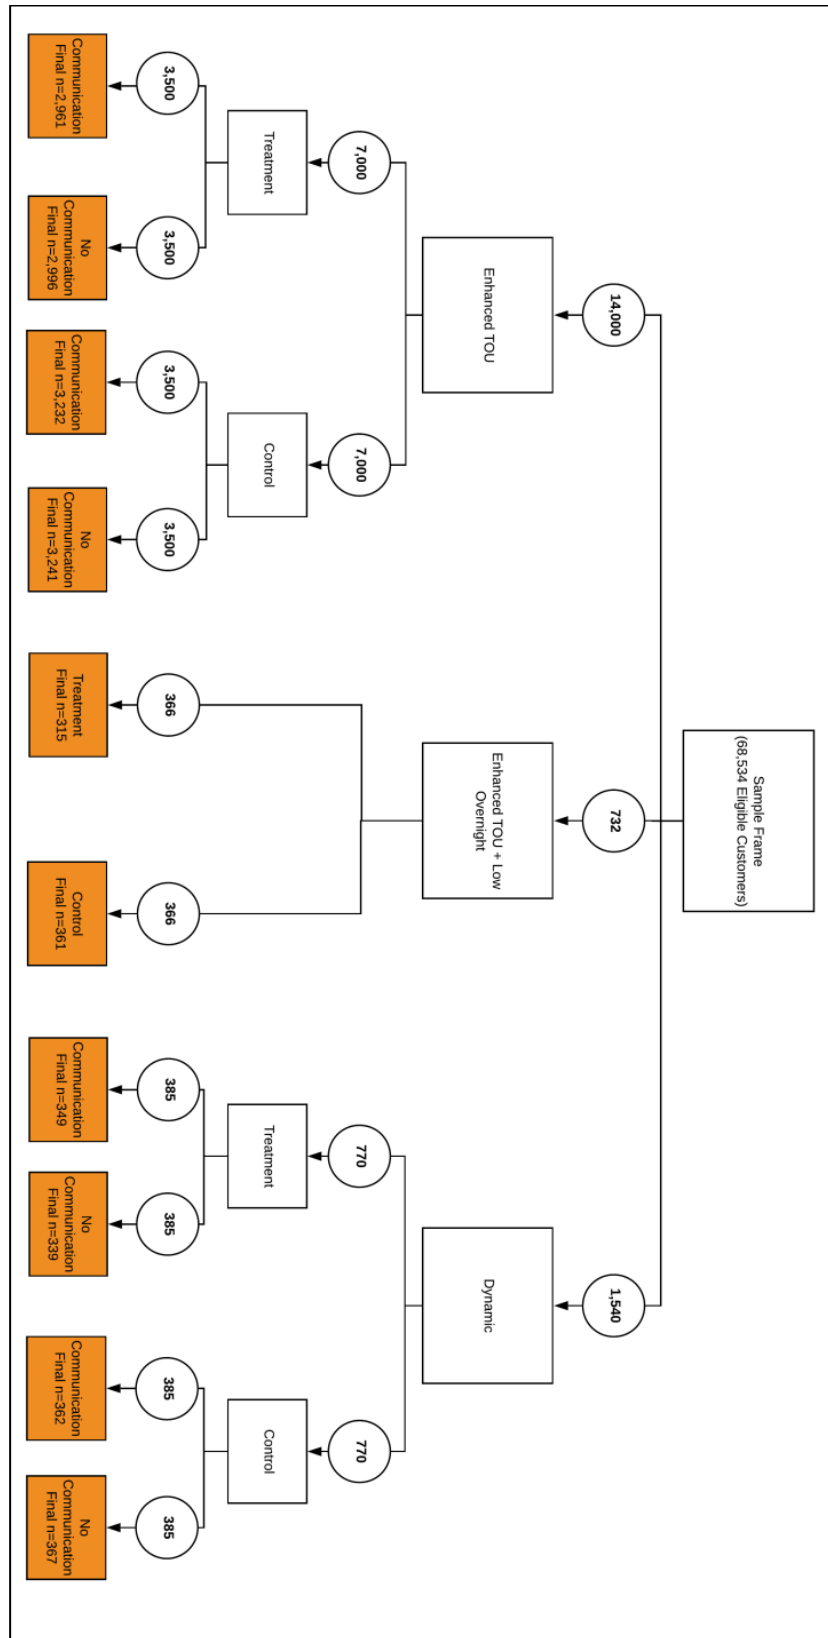 Sample Frame
(68,534 Eligible Customers)
14,000
732
1,540
Enhanced TOU
Enhanced TOU + Low
Overnight
Dynamic
7,000
7,000
770
770
Treatment
Control
Treatment
Control
3,500
3,500
3,500
3,500
366
366
385
385
385
385
Communication
Final n=2,961
No
Communication
Final n=2,996
Communication
Final n=3,232
No
Communication
Final n=3,241
Treatment
Final n=315
Control
Final n=361
Communication
Final n=349
No
Communication
Final n=339
Communication
Final n=362
No
Communication
Final n=367